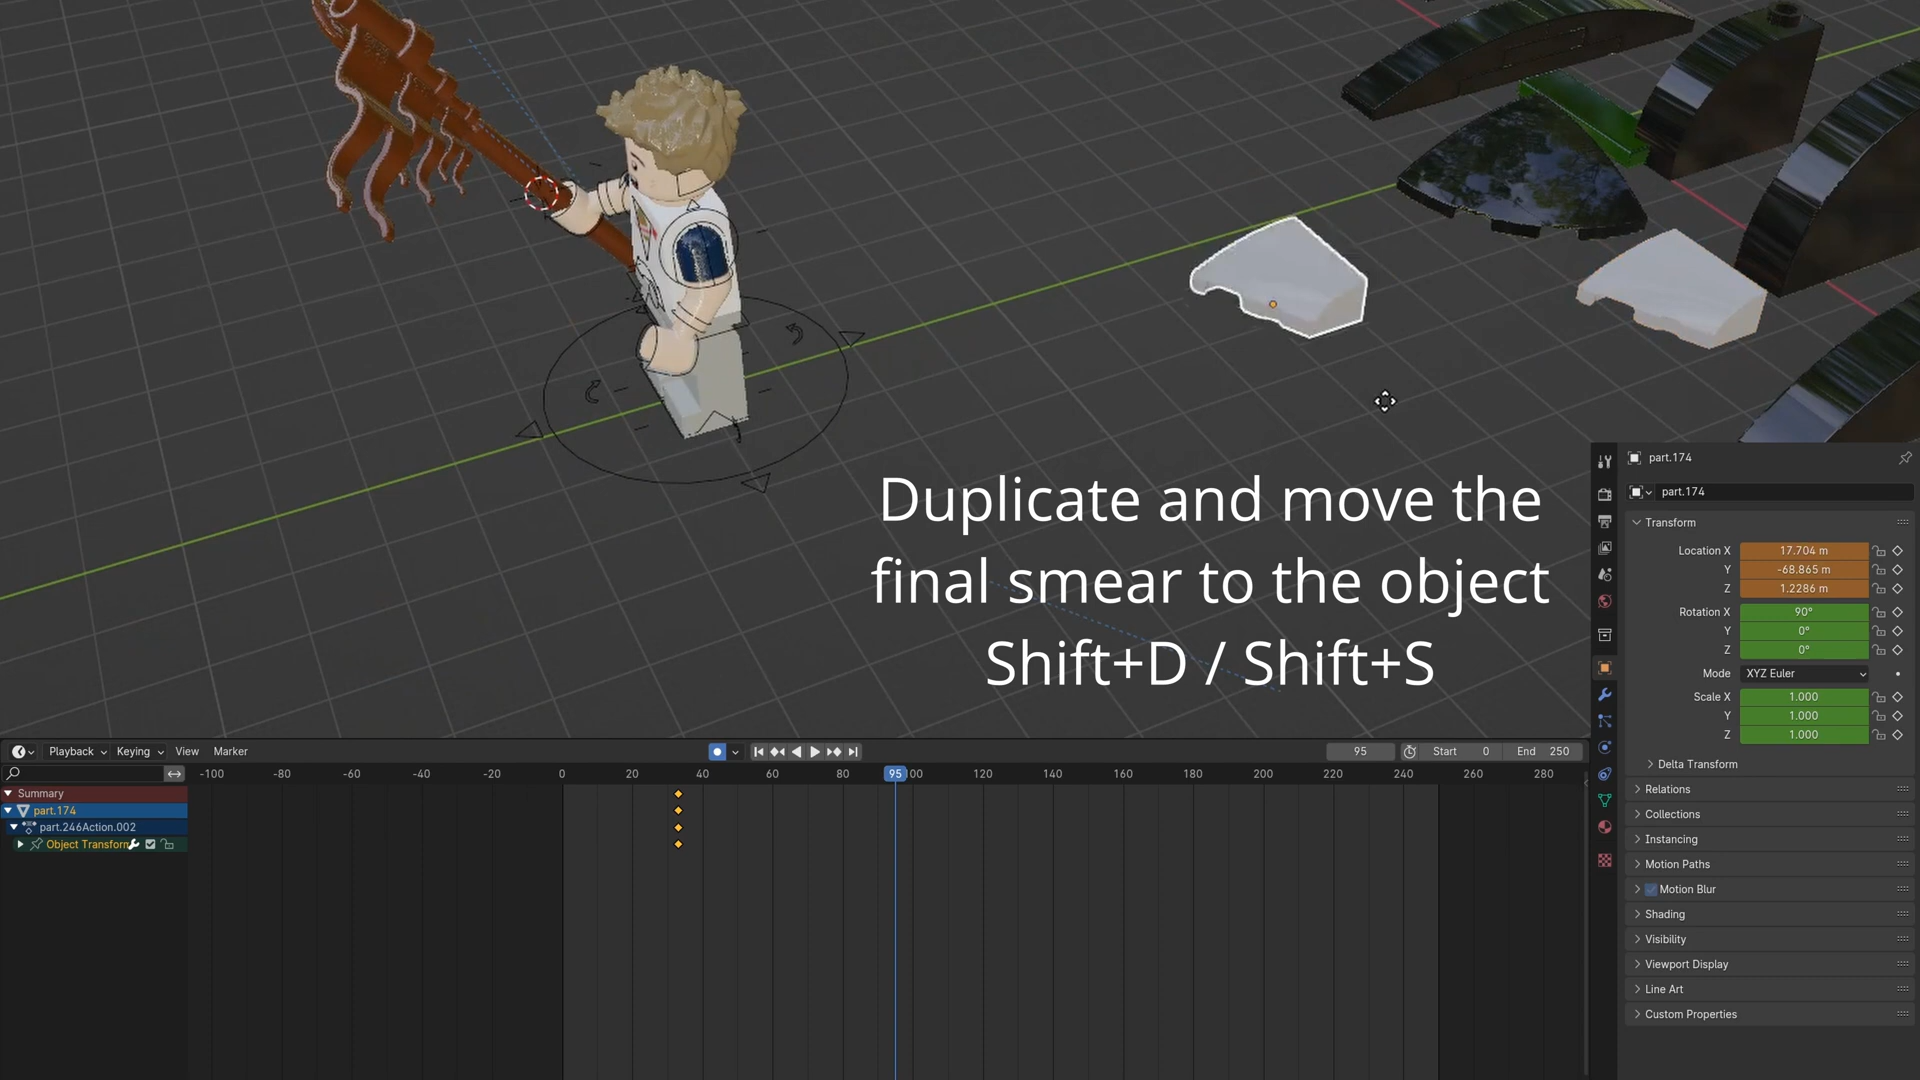 Duplicate and move the
final smear to the object
Shift+D / Shift+S
part.174
part.174
Transform
Location X 17.704 m
Y -68.865 m
Z 1.2286 m
Rotation X 90°
Y 0°
Z 0°
Mode XYZ Euler
Scale X 1.000
Y 1.000
Z 1.000
Delta Transform
Relations
Collections
Instancing
Motion Paths
Motion Blur
Shading
Visibility
Viewport Display
Line Art
Custom Properties
Playback Keying View Marker 95 Start 0 End 250
-100 -80 -60 -40 -20 0 20 40 60 80 95 00 120 140 160 180 200 220 240 260 280
Summary
part.174
part.246Action.002
Object Transform